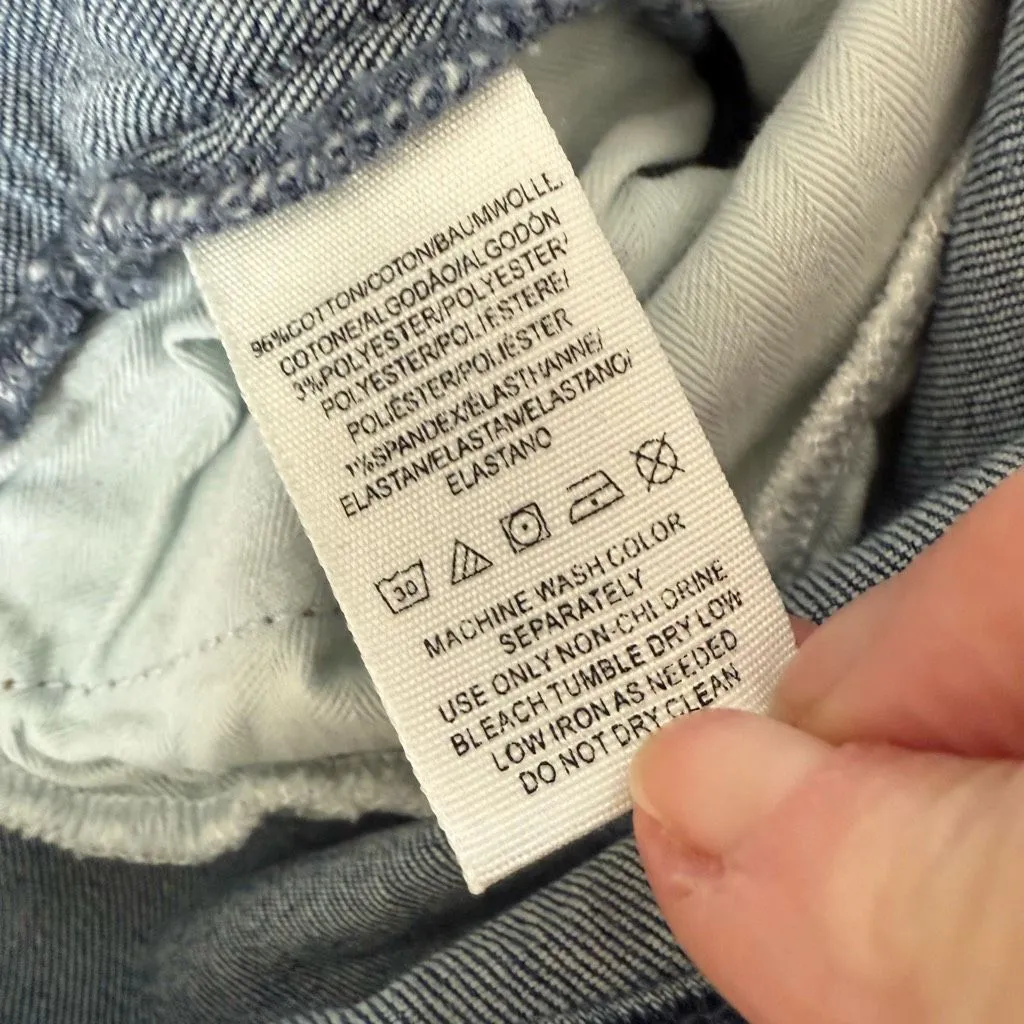 96%COTTON/COTON/BAUMWOLLE/
COTONE/ALGODÃO/ALGODÓN
3%POLYESTER/POLYESTER/
POLYESTER/POLIESTERE/
POLIÉSTER/POLIÉSTER
1%SPANDEX/ÉLASTHANNE/
ELASTAN/ELASTAN/ELASTANO/
ELASTANO
30
MACHINE WASH COLOR
SEPARATELY
USE ONLY NON-CHLORINE
BLEACH TUMBLE DRY LOW
LOW IRON AS NEEDED
DO NOT DRY CLEAN